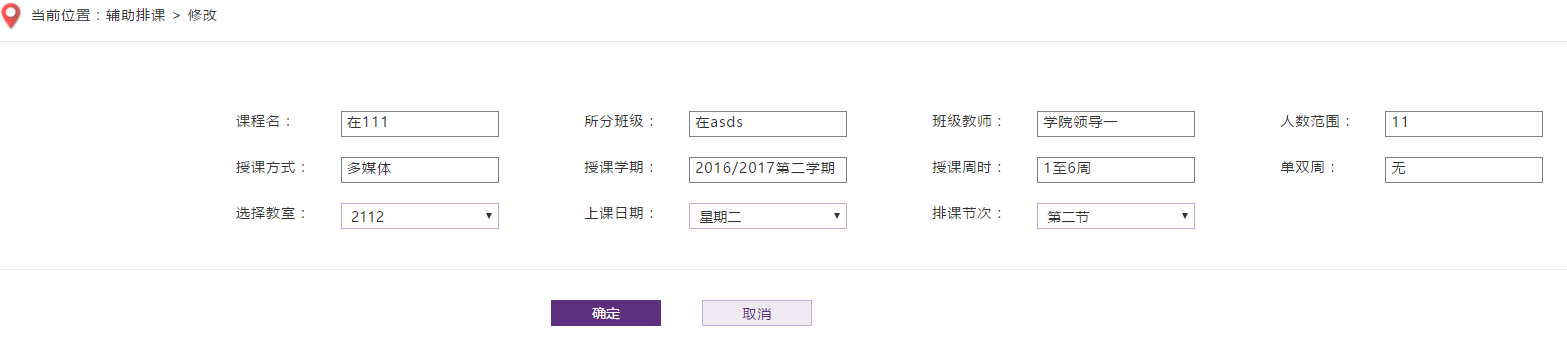 当前位置：辅助排课 > 修改
课程名： 在111 所分班级： 在asds 班级教师： 学院领导一 人数范围： 11
授课方式： 多媒体 授课学期： 2016/2017第二学期 授课周时： 1至6周 单双周： 无
选择教室： 2112 上课日期： 星期二 排课节次： 第二节
确定 取消